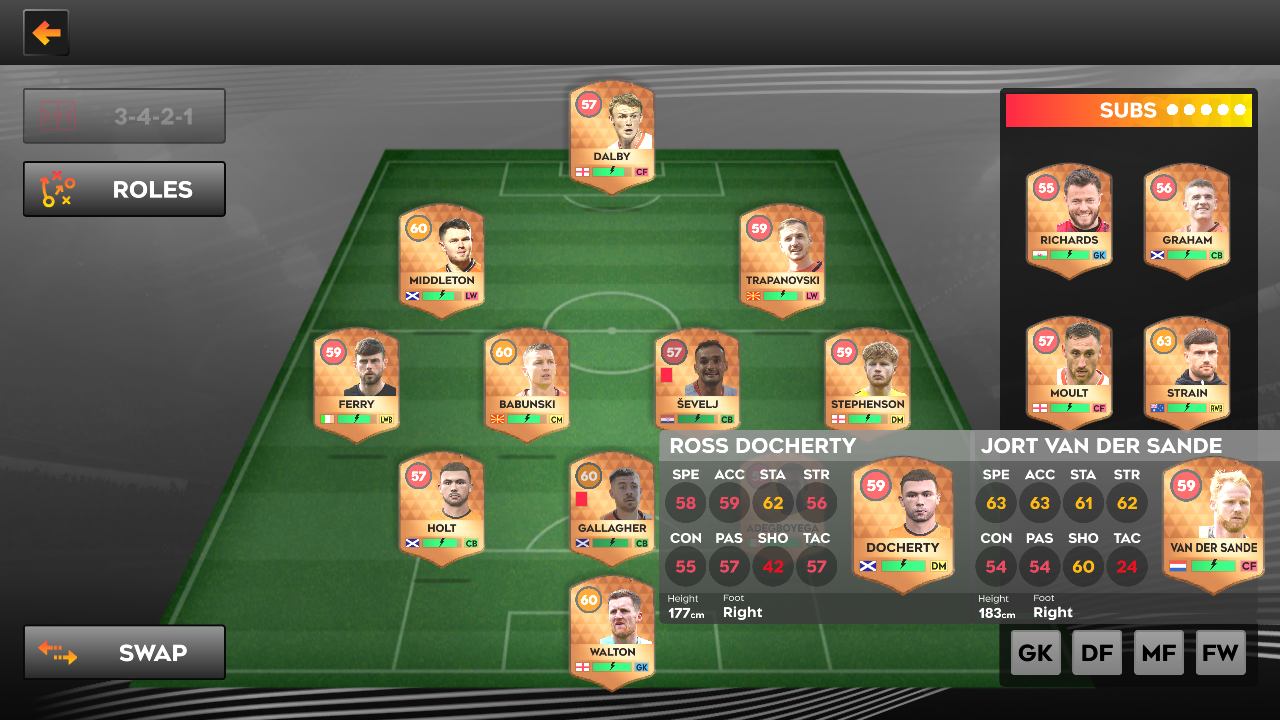 3-4-2-1
ROLES
SUBS
57
DALBY
CF
60
MIDDLETON
LW
59
TRAPANOVSKI
LW
55
RICHARDS
GK
56
GRAHAM
CB
59
FERRY
LWB
60
BABUNSKI
CM
57
ŠEVELJ
CB
59
STEPHENSON
DM
57
MOULT
CF
63
STRAIN
RWB
57
HOLT
CB
60
GALLAGHER
CB
ADEGBOYEGA
ROSS DOCHERTY
SPE ACC STA STR
58 59 62 56
CON PAS SHO TAC
55 57 42 57
Height Foot
177cm Right
59
DOCHERTY
DM
JORT VAN DER SANDE
SPE ACC STA STR
63 63 61 62
CON PAS SHO TAC
54 54 60 24
Height Foot
183cm Right
59
VAN DER SANDE
CF
60
WALTON
GK
SWAP
GK DF MF FW